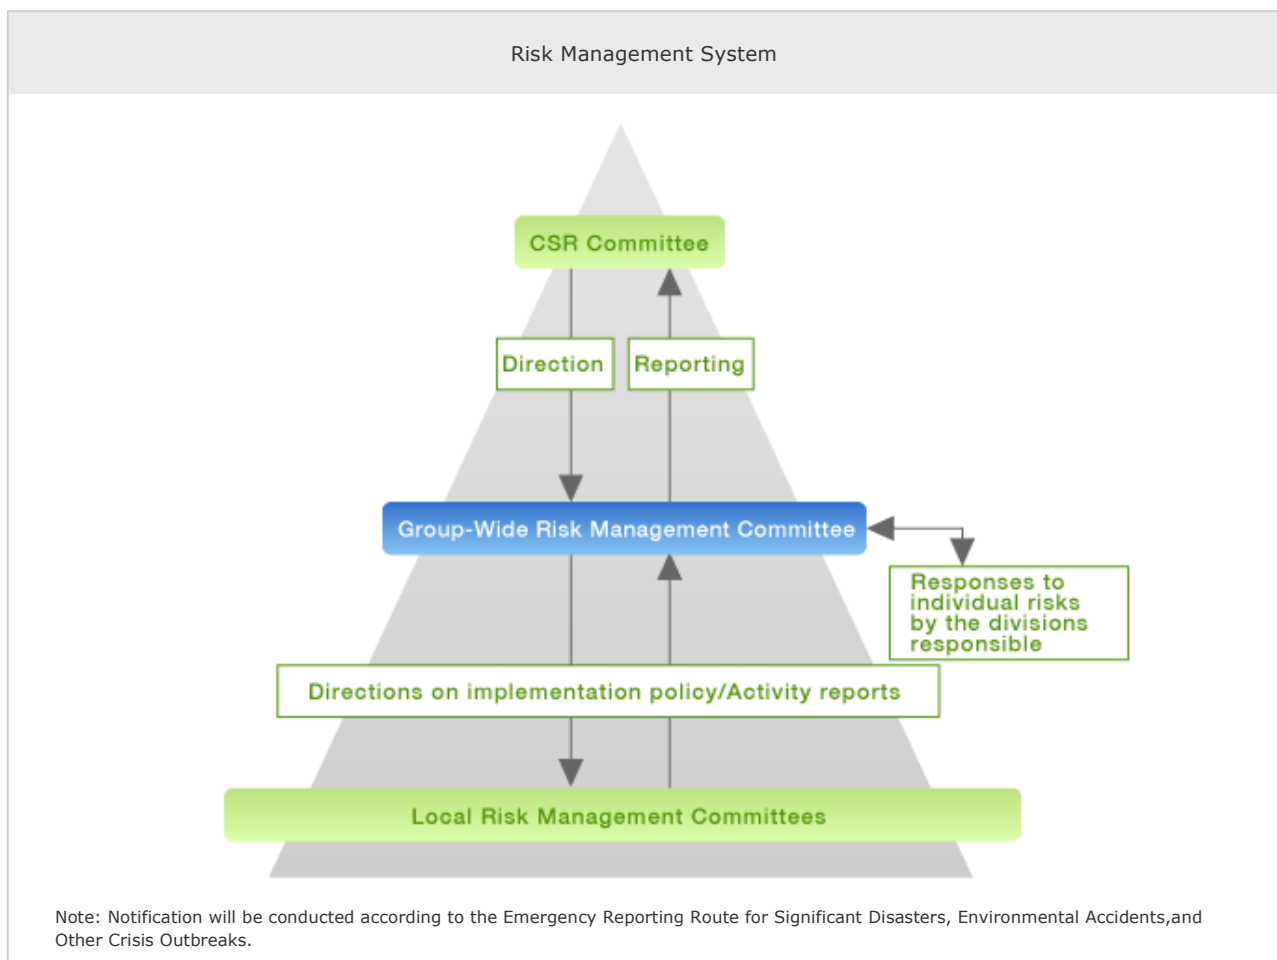 Risk Management System
CSR Committee
Direction
Reporting
Group-Wide Risk Management Committee
Responses to
individual risks
by the divisions
responsible
Directions on implementation policy/Activity reports
Local Risk Management Committees
Note: Notification will be conducted according to the Emergency Reporting Route for Significant Disasters, Environmental Accidents,and
Other Crisis Outbreaks.